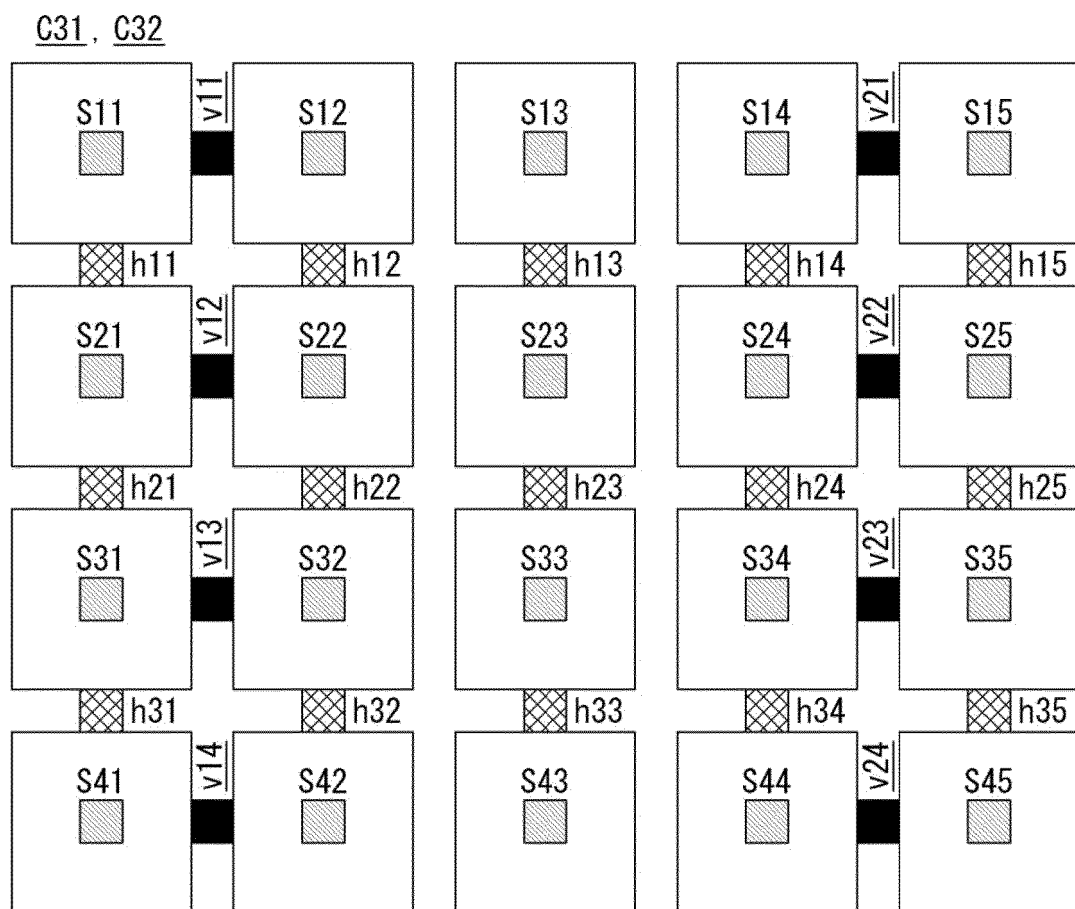 C31, C32
S11 v11 S12 S13 S14 v21 S15
h11 h12 h13 h14 h15
S21 v12 S22 S23 S24 v22 S25
h21 h22 h23 h24 h25
S31 v13 S32 S33 S34 v23 S35
h31 h32 h33 h34 h35
S41 v14 S42 S43 S44 v24 S45